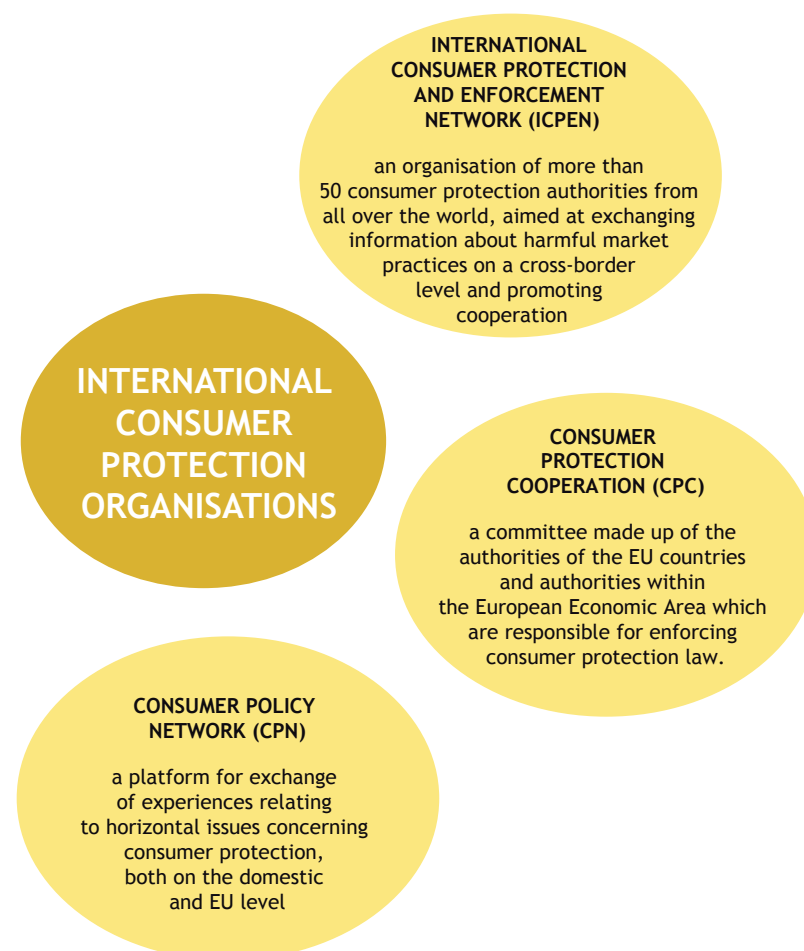 INTERNATIONAL
CONSUMER PROTECTION
AND ENFORCEMENT
NETWORK (ICPEN)
an organisation of more than
50 consumer protection authorities from
all over the world, aimed at exchanging
information about harmful market
practices on a cross-border
level and promoting
cooperation
INTERNATIONAL
CONSUMER
PROTECTION
ORGANISATIONS
CONSUMER
PROTECTION
COOPERATION (CPC)
a committee made up of the
authorities of the EU countries
and authorities within
the European Economic Area which
are responsible for enforcing
consumer protection law.
CONSUMER POLICY
NETWORK (CPN)
a platform for exchange
of experiences relating
to horizontal issues concerning
consumer protection,
both on the domestic
and EU level